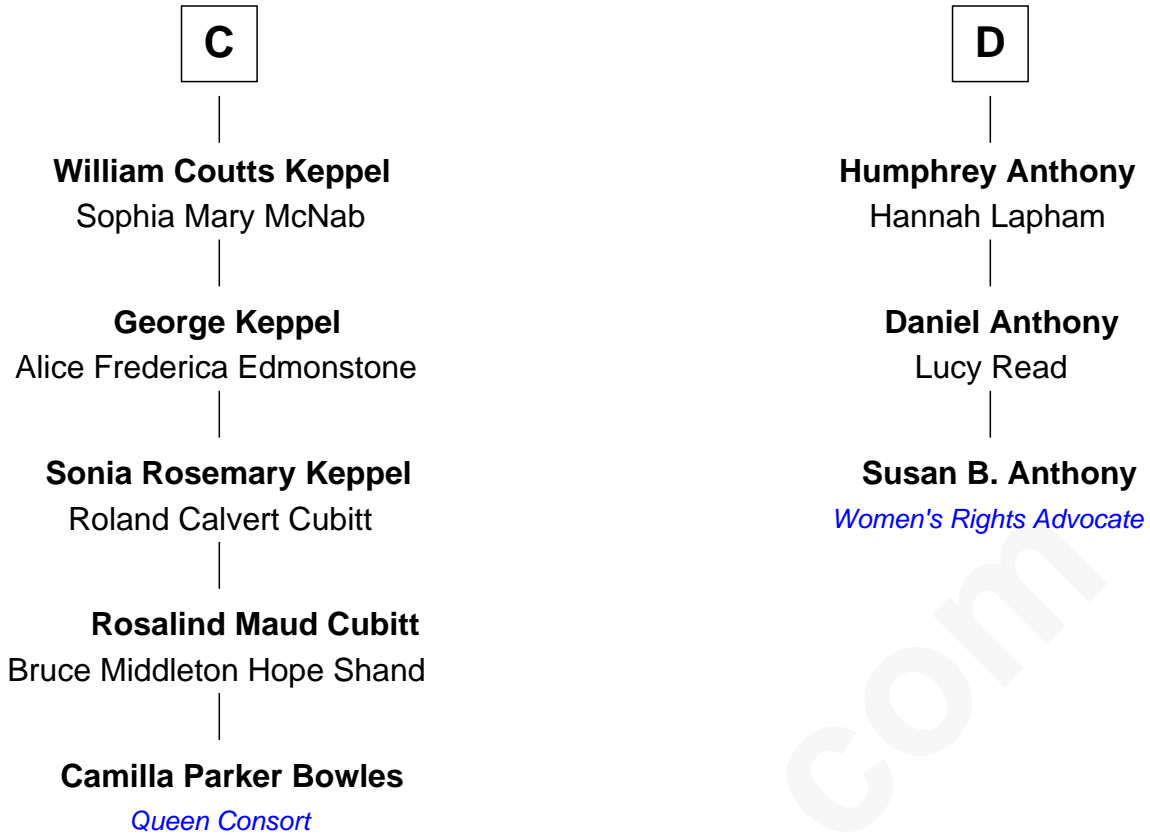 C
William Coutts Keppel
Sophia Mary McNab
George Keppel
Alice Frederica Edmonstone
Sonia Rosemary Keppel
Roland Calvert Cubitt
Rosalind Maud Cubitt
Bruce Middleton Hope Shand
Camilla Parker Bowles
Queen Consort
D
Humphrey Anthony
Hannah Lapham
Daniel Anthony
Lucy Read
Susan B. Anthony
Women's Rights Advocate
com